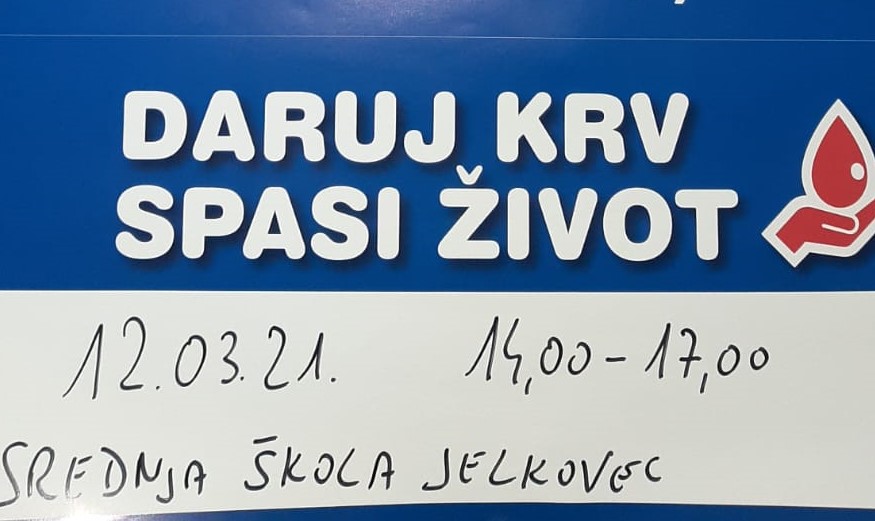 DARUJ KRV
SPASI ŽIVOT
12.03.21. 14,00-17,00
SREDNJA ŠKOLA JELKOVEC